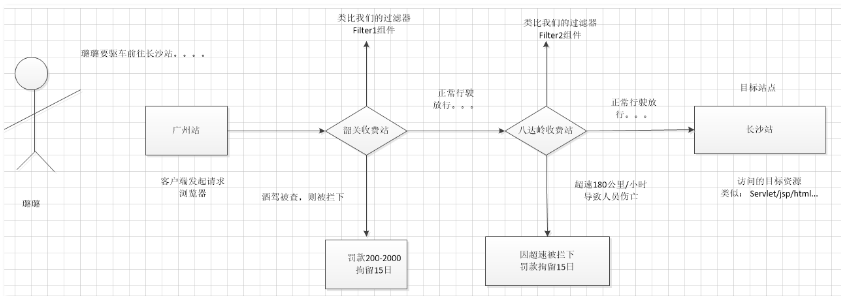 类比我们的过滤器
Filter1组件
类比我们的过滤器
Filter2组件
要驱车前往长沙站。。。。
正常行驶
放行。。。
正常行驶放
行。。。
目标站点
广州站
韶关收费站
八达岭收费站
长沙站
客户端发起请求
浏览器
酒驾被查，则被拦下
超速180公里/小时
导致人员伤亡
访问的目标资源
类似：Servlet/jsp/html...
罚款200-2000
拘留15日
因超速被拦下
罚款拘留15日